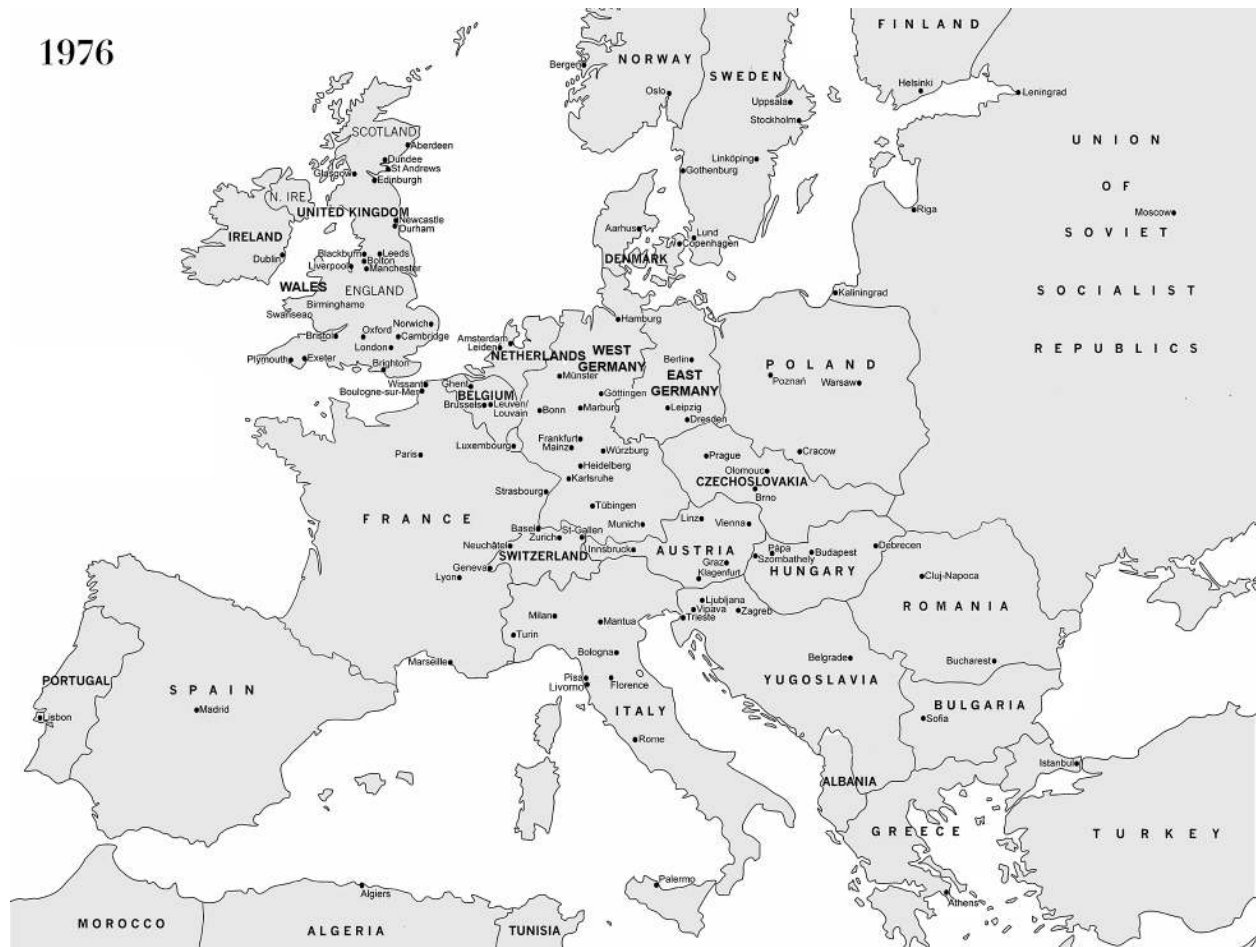 1976
FINLAND
NORWAY
SWEDEN
Bergen
Oslo
Helsinki
Leningrad
Uppsala
Stockholm
UNION
OF
SOVIET
SOCIALIST
REPUBLICS
SCOTLAND
Aberdeen
Dundee
St Andrews
Glasgow
Edinburgh
Linköping
Gothenburg
N. IRE.
UNITED KINGDOM
Newcastle
Durham
Riga
Moscow
IRELAND
Dublin
Aarhus
Lund
Copenhagen
DENMARK
Blackburn
Leeds
Bolton
Liverpool
Manchester
WALES
ENGLAND
Birminghamo
Swanseao
Kaliningrad
Hamburg
Norwich
Bristol
Oxford
Cambridge
London
Plymouth
Exeter
Brighton
Amsterdam
Leiden
NETHERLANDS
WEST
GERMANY
Berlin
EAST
GERMANY
POLAND
Poznań
Warsaw
Wissant
Boulogne-sur-Mer
Ghent
BELGIUM
Brussels
Leuven/
Louvain
Münster
Göttingen
Bonn
Marburg
Leipzig
Dresden
Luxembourg
Frankfurt
Mainz
Würzburg
Paris
Heidelberg
Karlsruhe
Prague
Olomouc
Cracow
CZECHOSLOVAKIA
Brno
Strasbourg
Tübingen
FRANCE
Basel
Zurich
St-Gallen
Munich
Linz
Vienna
Neuchâtel
SWITZERLAND
Innsbruck
AUSTRIA
Pápa
Szombathely
Budapest
Debrecen
Geneva
Lyon
Graz
Klagenfurt
HUNGARY
Cluj-Napoca
Ljubljana
Vipava
Trieste
Zagreb
ROMANIA
Milan
Mantua
Turin
Bologna
Belgrade
Bucharest
Marseille
Pisa
Livorno
Florence
YUGOSLAVIA
PORTUGAL
SPAIN
Madrid
Lisbon
ITALY
Rome
BULGARIA
Sofia
Istanbul
ALBANIA
GREECE
TURKEY
Palermo
Algiers
Athens
MOROCCO
ALGERIA
TUNISIA